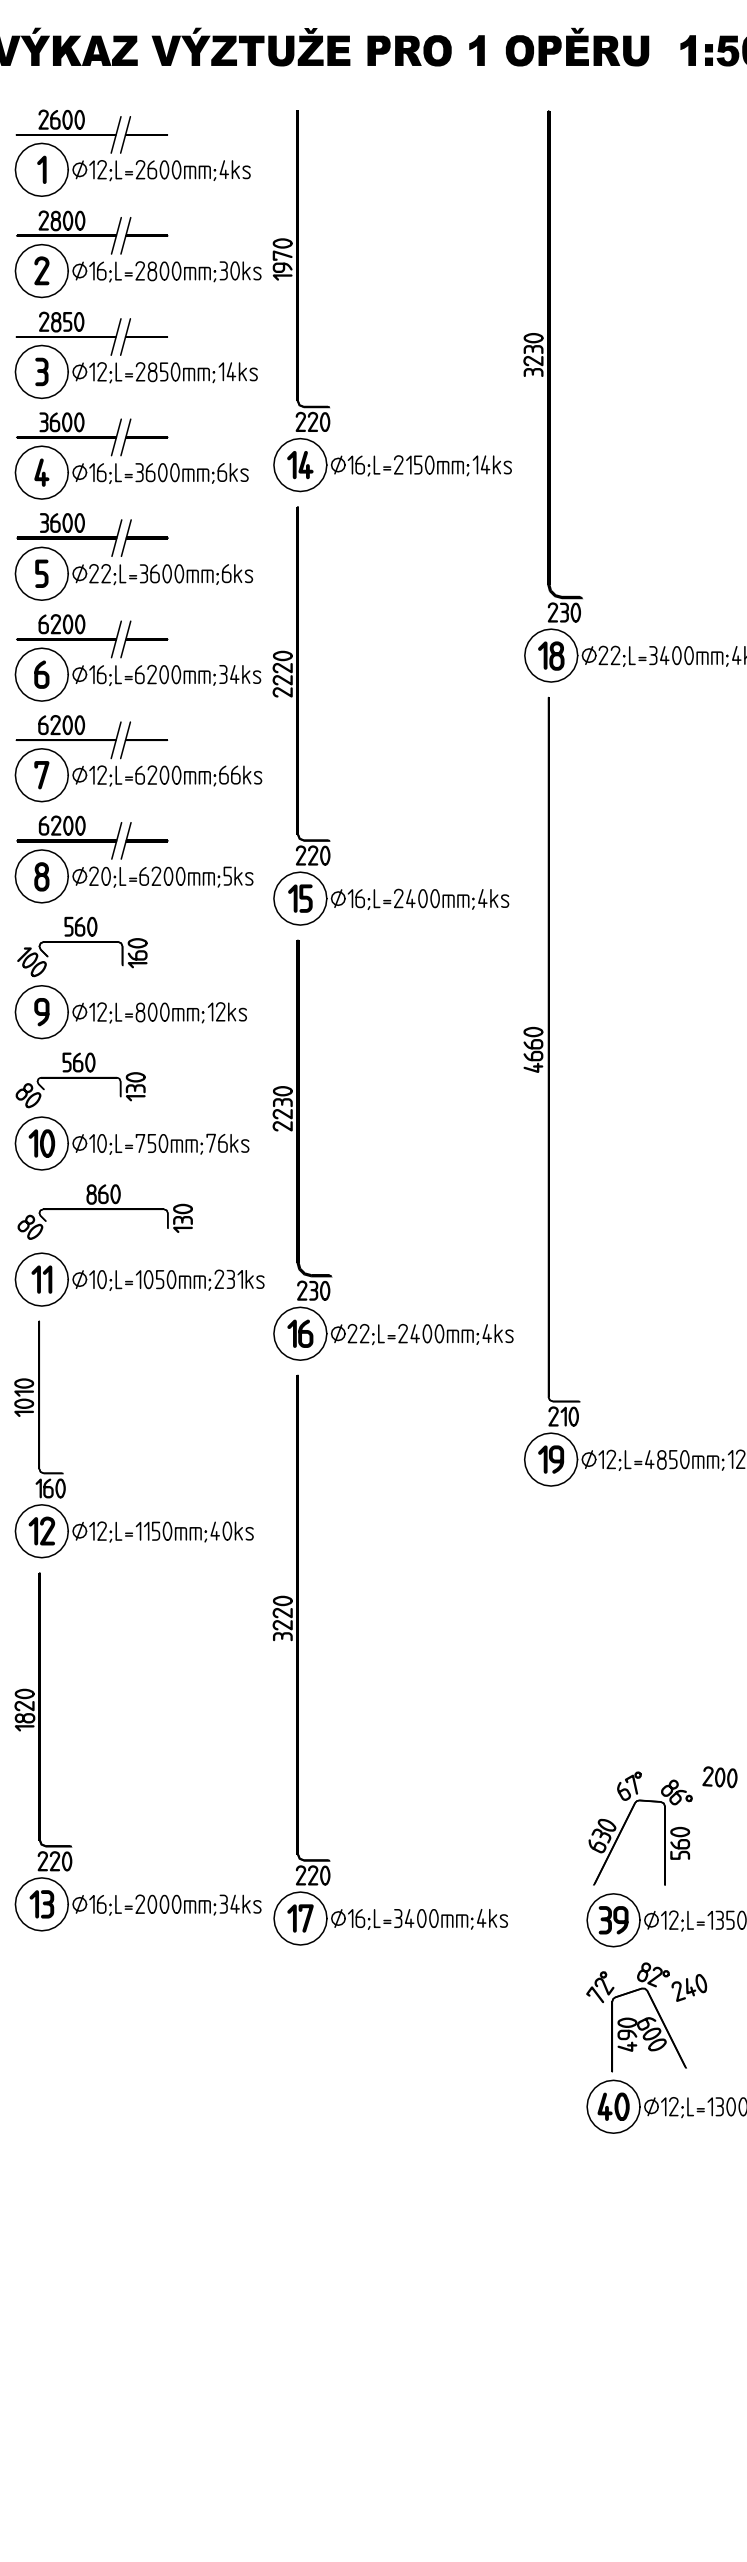 VÝKAZ VÝZTUŽE PRO 1 OPĚRU 1:50
2600
1 Ø12;L=2600mm;4ks
2800
2 Ø16;L=2800mm;30ks
2850
3 Ø12;L=2850mm;14ks
3600
4 Ø16;L=3600mm;6ks
3600
5 Ø22;L=3600mm;6ks
6200
6 Ø16;L=6200mm;34ks
6200
7 Ø12;L=6200mm;66ks
6200
8 Ø20;L=6200mm;5ks
560
100
160
9 Ø12;L=800mm;12ks
560
80
130
10 Ø10;L=750mm;76ks
860
80
130
11 Ø10;L=1050mm;231ks
1010
160
12 Ø12;L=1150mm;40ks
1820
220
13 Ø16;L=2000mm;34ks
1970
220
14 Ø16;L=2150mm;14ks
2220
220
15 Ø16;L=2400mm;4ks
2230
230
16 Ø22;L=2400mm;4ks
3220
220
17 Ø16;L=3400mm;4ks
3230
230
18 Ø22;L=3400mm;4k
4660
210
19 Ø12;L=4850mm;12
67°
86°
200
630
560
39 Ø12;L=1350
72°
82°
240
490
600
40 Ø12;L=1300